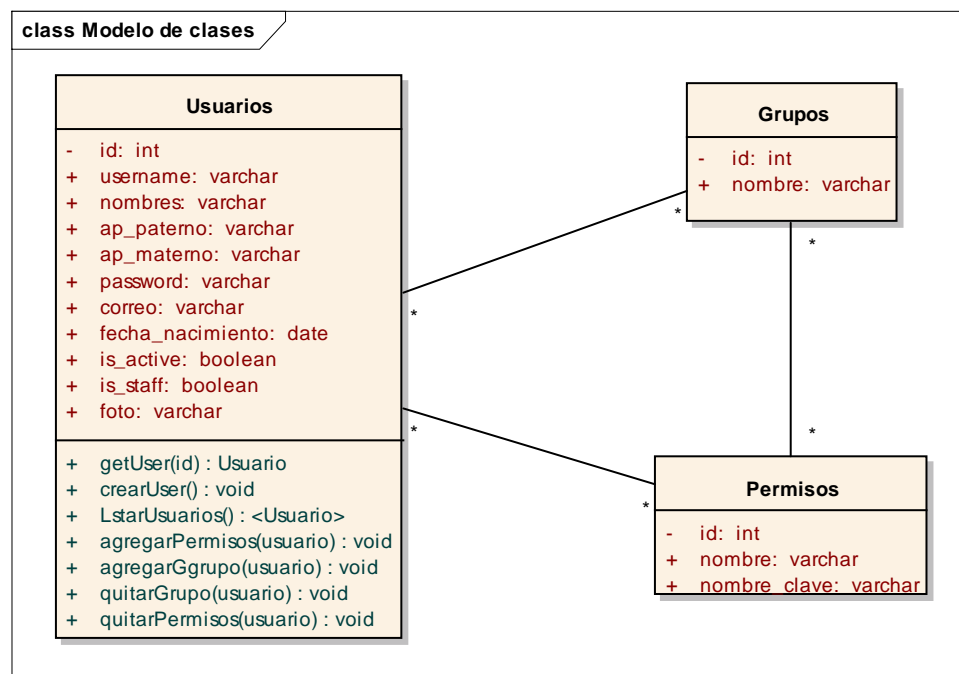 class Modelo de clases
Usuarios
- id: int
+ username: varchar
+ nombres: varchar
+ ap_paterno: varchar
+ ap_materno: varchar
+ password: varchar
+ correo: varchar
+ fecha_nacimiento: date
+ is_active: boolean
+ is_staff: boolean
+ foto: varchar
+ getUser(id) : Usuario
+ crearUser() : void
+ LstarUsuarios() : <Usuario>
+ agregarPermisos(usuario) : void
+ agregarGgrupo(usuario) : void
+ quitarGrupo(usuario) : void
+ quitarPermisos(usuario) : void
Grupos
- id: int
+ nombre: varchar
*
*
*
*
*
*
Permisos
- id: int
+ nombre: varchar
+ nombre_clave: varchar